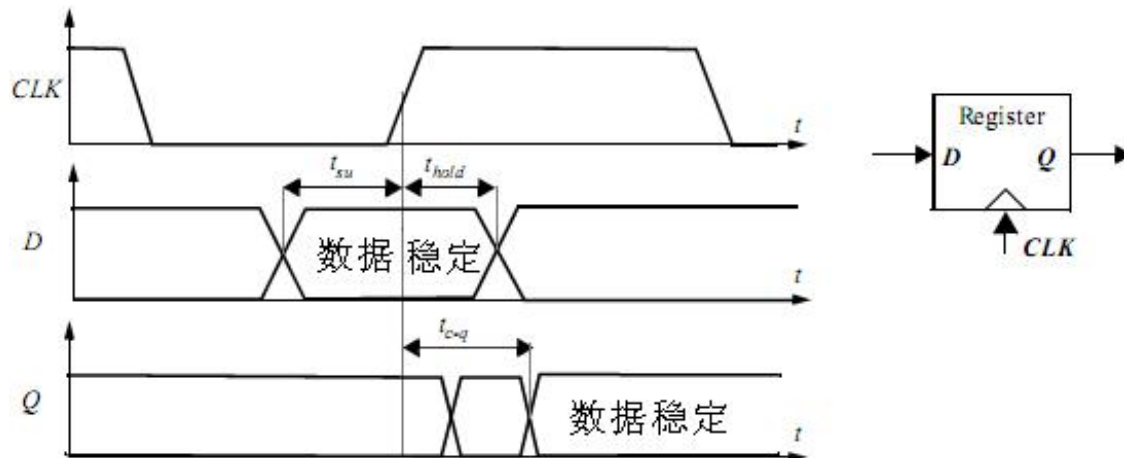 CLK
t
Register
D Q
CLK
t_su t_hold
D
数据 稳定
t
t_c-q
Q
数据稳定
t